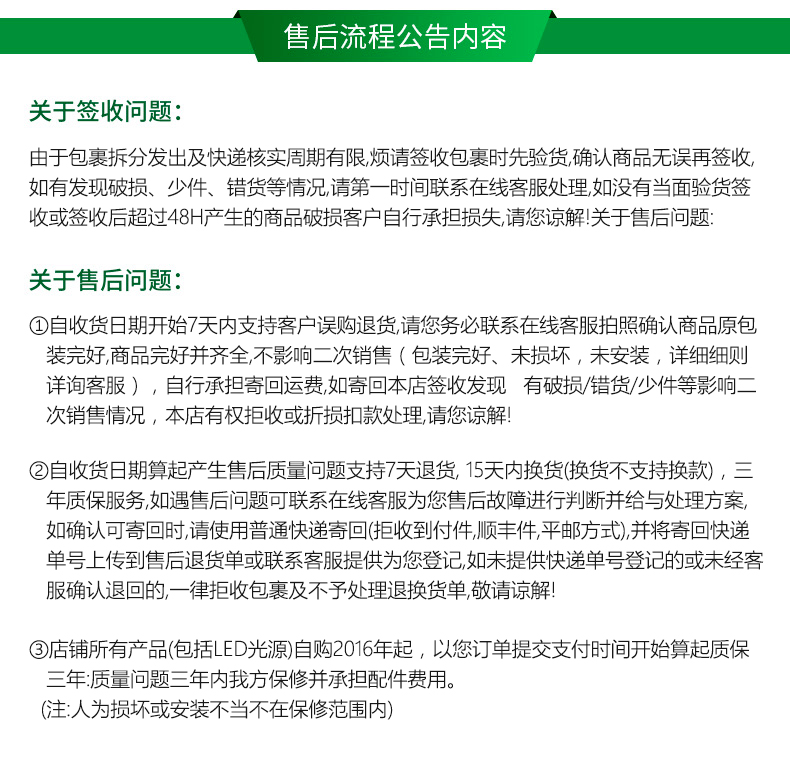 售后流程公告内容
关于签收问题：
由于包裹拆分发出及快递核实周期有限,烦请签收包裹时先验货,确认商品无误再签收,
如有发现破损、少件、错货等情况,请第一时间联系在线客服处理,如没有当面验货签
收或签收后超过48H产生的商品破损客户自行承担损失,请您谅解!关于售后问题:
关于售后问题：
①自收货日期开始7天内支持客户误购退货,请您务必联系在线客服拍照确认商品原包
装完好,商品完好并齐全,不影响二次销售（包装完好、未损坏，未安装，详细细则
详询客服），自行承担寄回运费,如寄回本店签收发现 有破损/错货/少件等影响二
次销售情况，本店有权拒收或折损扣款处理,请您谅解!
②自收货日期算起产生售后质量问题支持7天退货, 15天内换货(换货不支持换款)，三
年质保服务,如遇售后问题可联系在线客服为您售后故障进行判断并给与处理方案,
如确认可寄回时,请使用普通快递寄回(拒收到付件,顺丰件,平邮方式),并将寄回快递
单号上传到售后退货单或联系客服提供为您登记,如未提供快递单号登记的或未经客
服确认退回的,一律拒收包裹及不予处理退换货单,敬请谅解!
③店铺所有产品(包括LED光源)自购2016年起，以您订单提交支付时间开始算起质保
三年:质量问题三年内我方保修并承担配件费用。
(注:人为损坏或安装不当不在保修范围内)